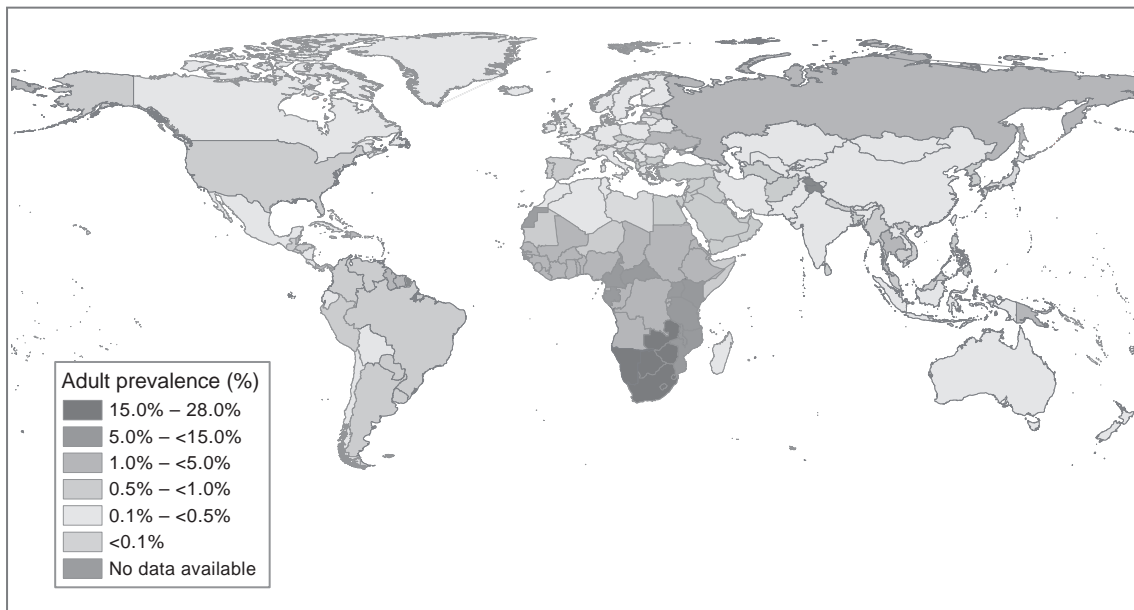 Adult prevalence (%)
15.0% – 28.0%
5.0% – <15.0%
1.0% – <5.0%
0.5% – <1.0%
0.1% – <0.5%
<0.1%
No data available